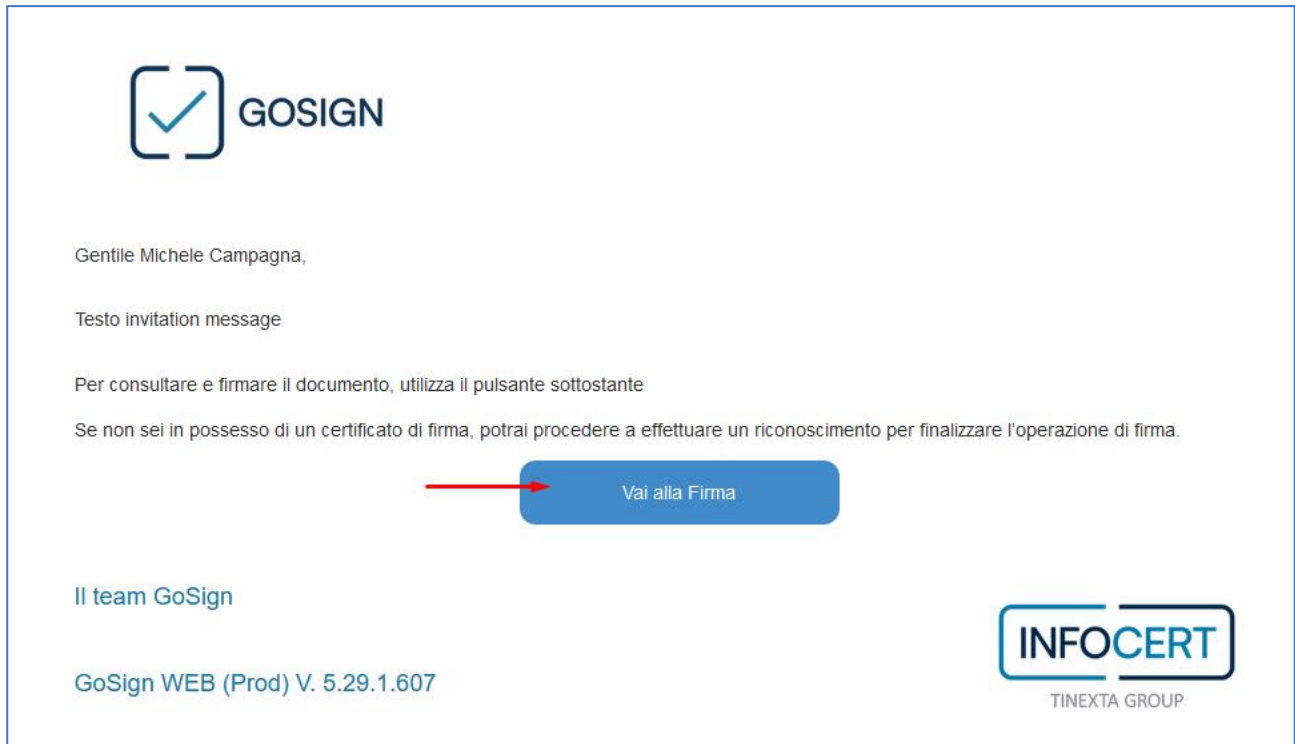 GOSIGN
Gentile Michele Campagna,
Testo invitation message
Per consultare e firmare il documento, utilizza il pulsante sottostante
Se non sei in possesso di un certificato di firma, potrai procedere a effettuare un riconoscimento per finalizzare l'operazione di firma.
Vai alla Firma
Il team GoSign
INFOCERT
GoSign WEB (Prod) V. 5.29.1.607
TINEXTA GROUP